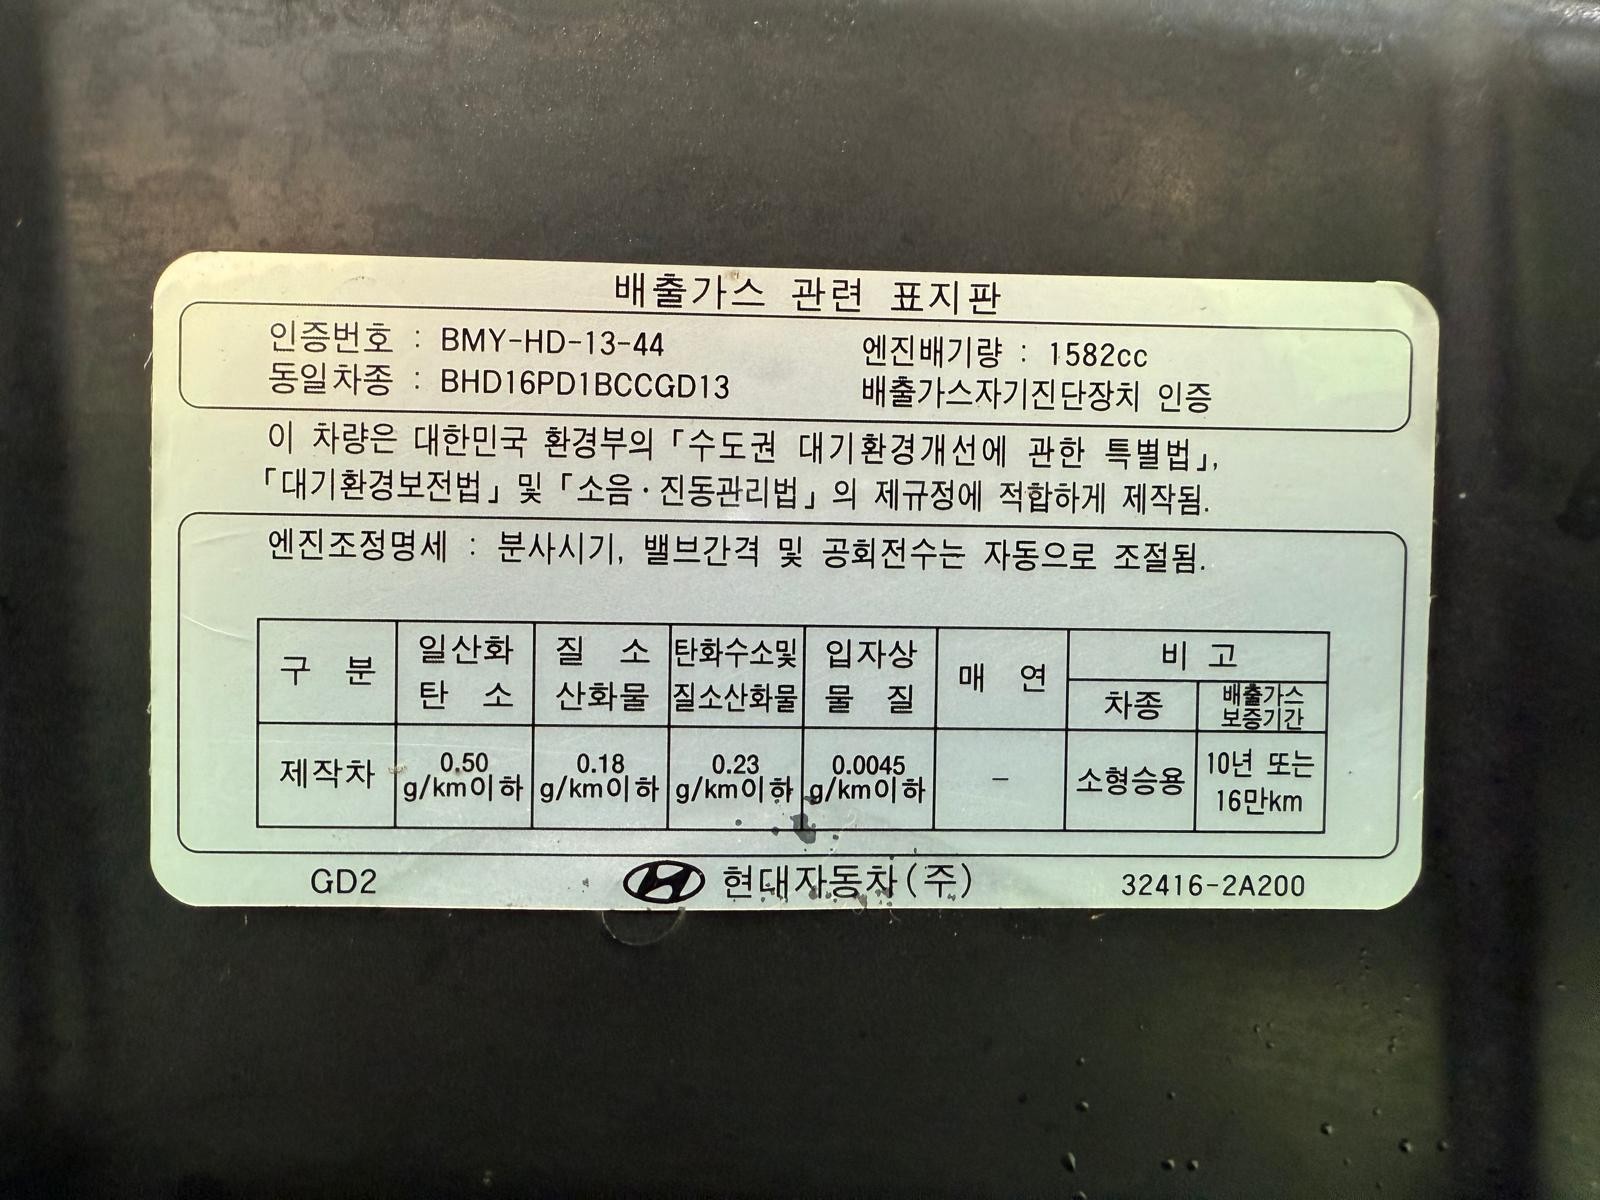 배출가스 관련 표지판
인증번호 : BMY-HD-13-44 엔진배기량 : 1582cc
동일차종 : BHD16PD1BCCGD13 배출가스자기진단장치 인증
이 차량은 대한민국 환경부의 「수도권 대기환경개선에 관한 특별법」,
「대기환경보전법」 및 「소음·진동관리법」의 제규정에 적합하게 제작됨.
엔진조정명세 : 분사시기, 밸브간격 및 공회전수는 자동으로 조절됨.
구 분 일산화 탄 소 질 소 산화물 탄화수소및 질소산화물 입자상 물 질 매 연 비 고
차종 배출가스 보증기간
제작차 0.50 g/km이하 0.18 g/km이하 0.23 g/km이하 0.0045 g/km이하 - 소형승용 10년 또는 16만km
GD2 현대자동차(주) 32416-2A200